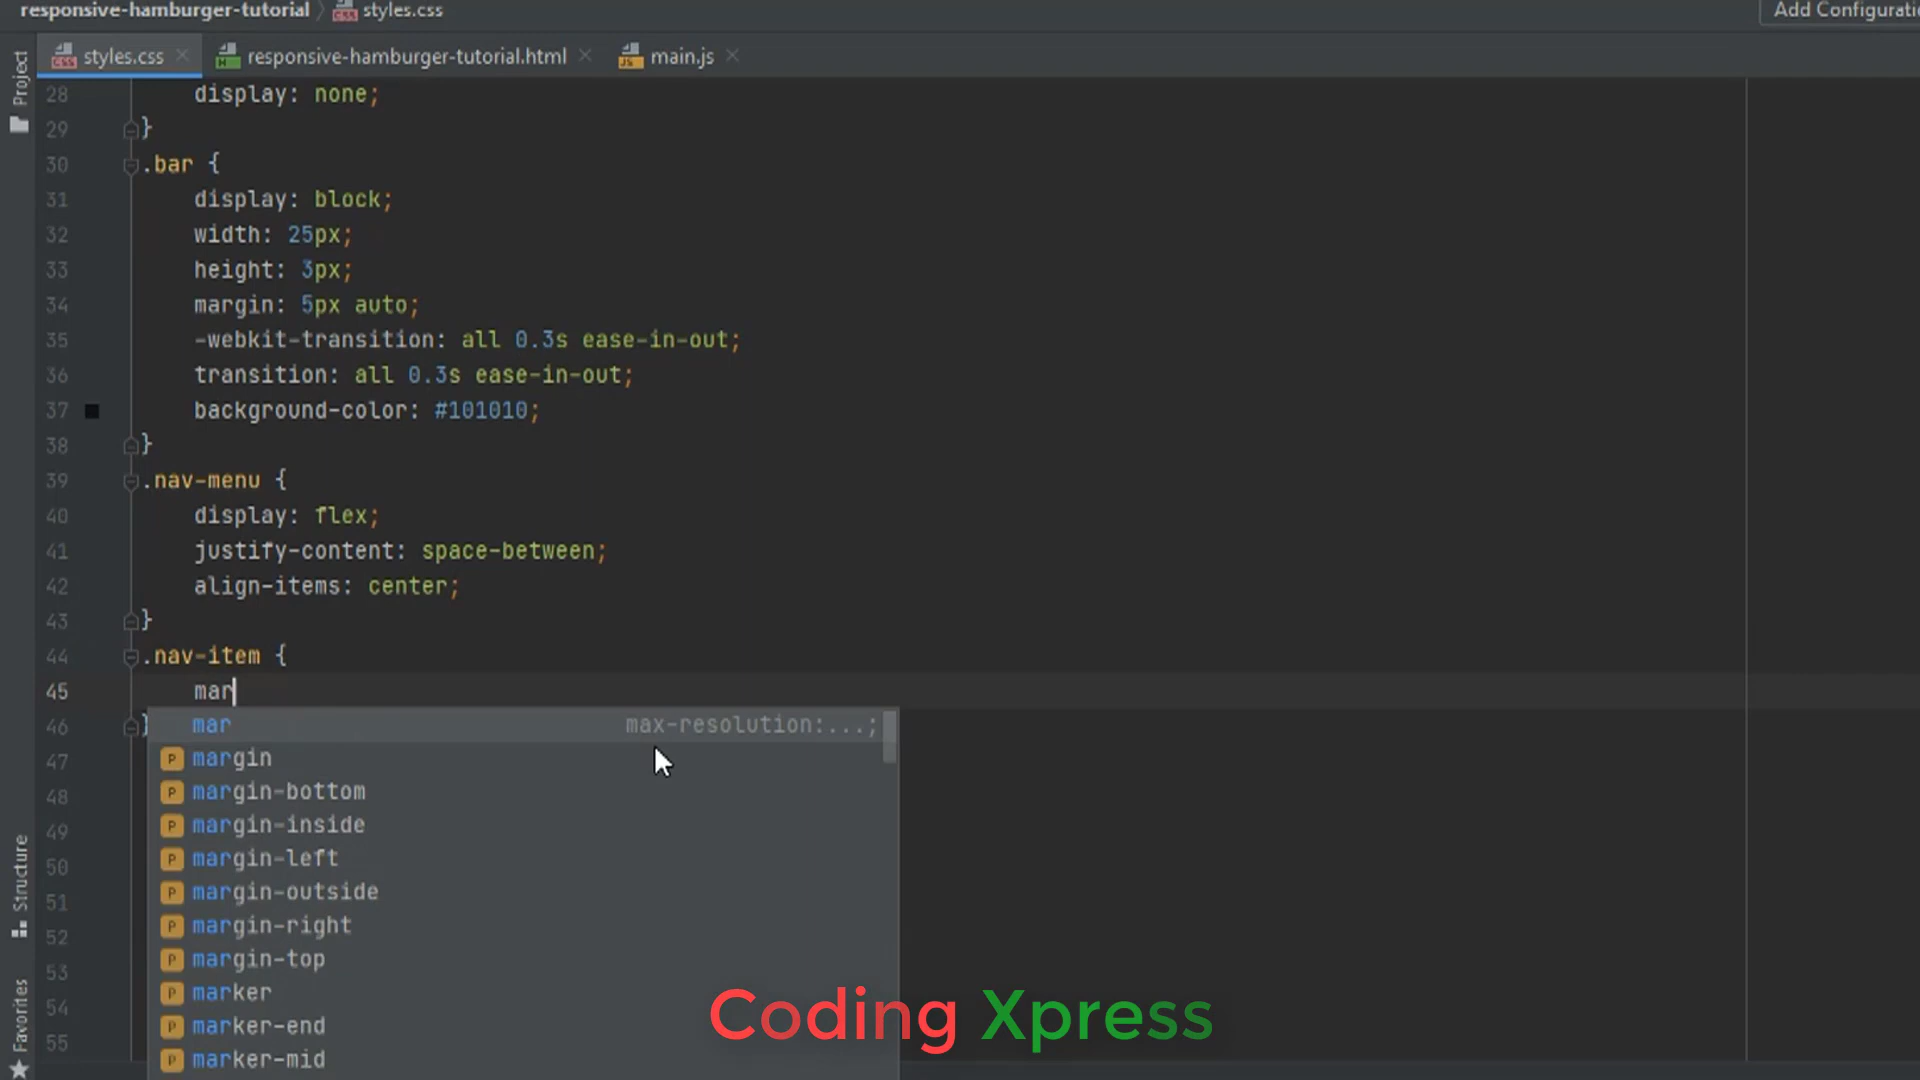 responsive-hamburger-tutorial styles.css
Add Configurati
styles.css responsive-hamburger-tutorial.html main.js
Project
28 display: none;
29 }
30 .bar {
31 display: block;
32 width: 25px;
33 height: 3px;
34 margin: 5px auto;
35 -webkit-transition: all 0.3s ease-in-out;
36 transition: all 0.3s ease-in-out;
37 background-color: #101010;
38 }
39 .nav-menu {
40 display: flex;
41 justify-content: space-between;
42 align-items: center;
43 }
44 .nav-item {
45 mar
46 }
mar max-resolution:...;
47
P margin
48
P margin-bottom
49
P margin-inside
50
P margin-left
51
P margin-outside
52
P margin-right
53
P margin-top
54
P marker
55
P marker-end
P marker-mid
Structure
Favorites
Coding Xpress